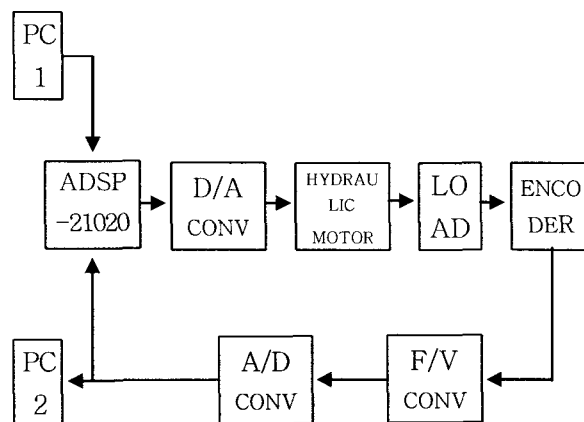 PC
1
ADSP
-21020
D/A
CONV
HYDRAU
LIC
MOTOR
LO
AD
ENCO
DER
PC
2
A/D
CONV
F/V
CONV